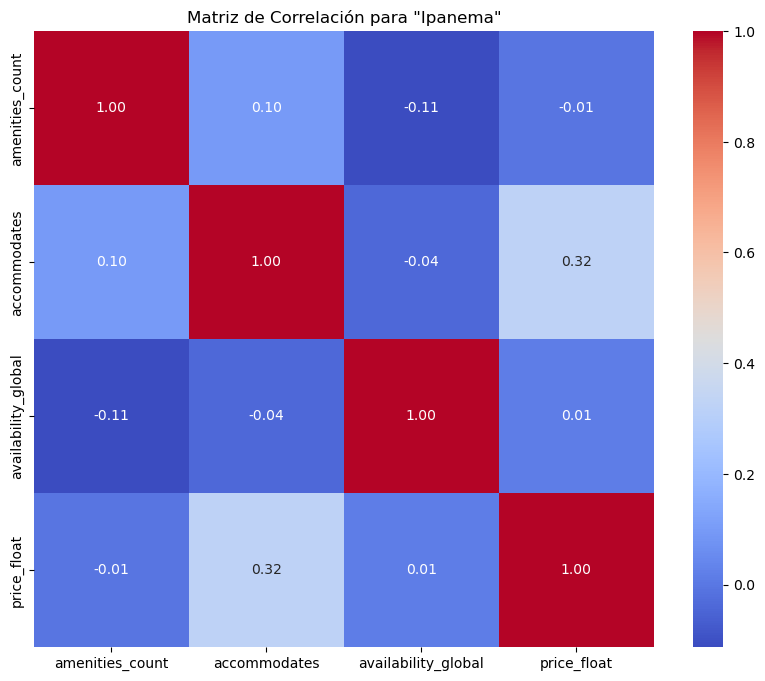 Matriz de Correlación para "Ipanema"
amenities_count
1.00
0.10
-0.11
-0.01
accommodates
0.10
1.00
-0.04
0.32
availability_global
-0.11
-0.04
1.00
0.01
price_float
-0.01
0.32
0.01
1.00
amenities_count
accommodates
availability_global
price_float
1.0
0.8
0.6
0.4
0.2
0.0